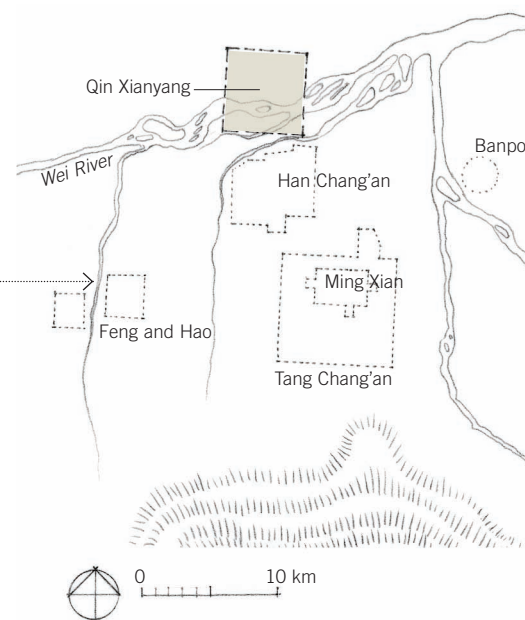 Qin Xianyang
Banpo
Wei River
Han Chang'an
Ming Xian
Feng and Hao
Tang Chang'an
0 10 km